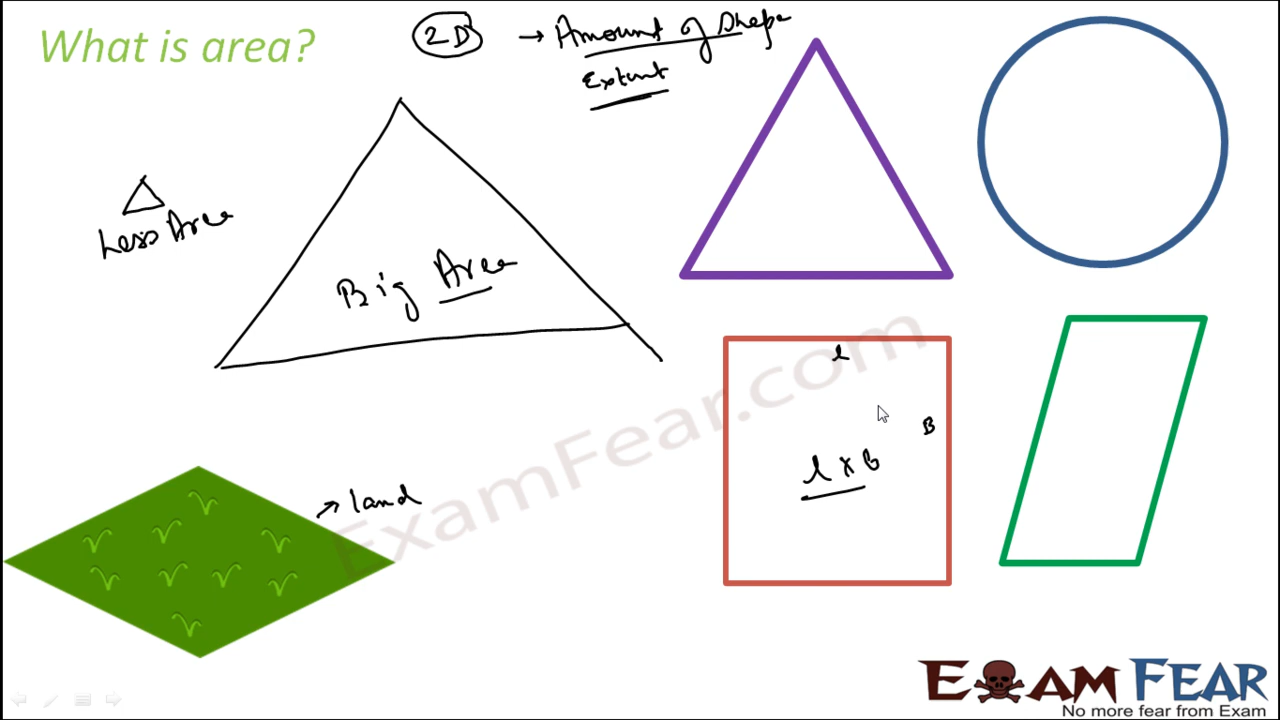 What is area?
2D → Amount of Shape
Extent
Less Area
Big Area
l
B
l x b
→ land
ExamFear.com
EXAM FEAR
No more fear from Exam